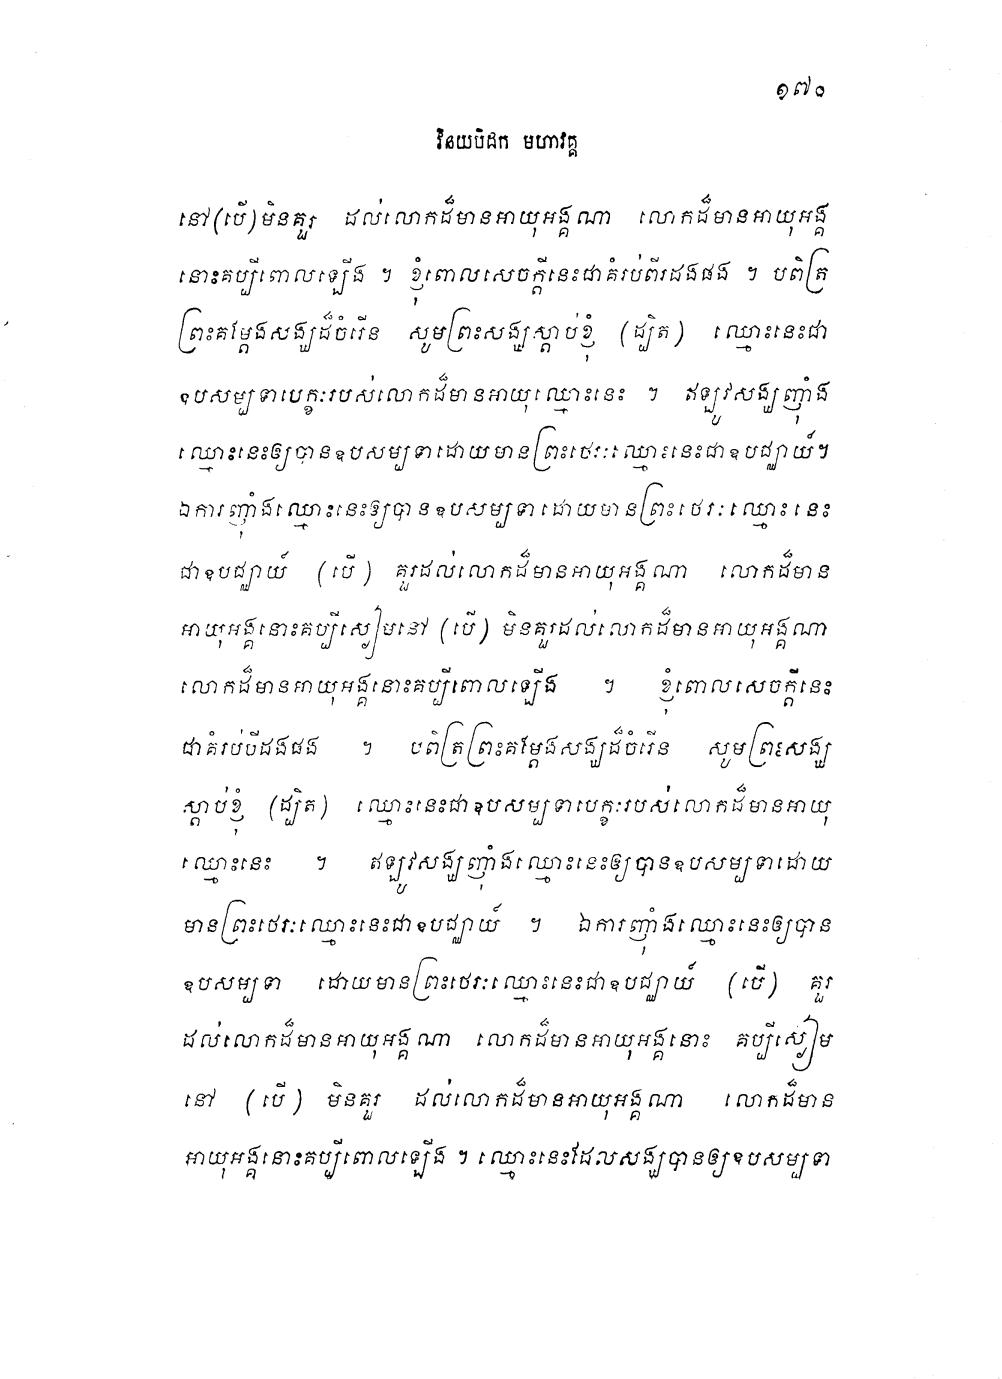 ១៧០
វិនយបិដក មហាវគ្គ
នៅ(បើ)មិនគួរ ដល់លោកដ៏មានអាយុអង្គណា លោកដ៏មានអាយុអង្គ
នោះគប្បីពោលឡើង ។ ខ្ញុំពោលសេចក្តីនេះជាគំរប់ពីរដងផង ។ បពិត្រ
ព្រះគម្តែងសង្ឃដ៏ចំរើន សូមព្រះសង្ឃស្តាប់ខ្ញុំ (ដ្បិត) ឈ្មោះនេះជា
ឧបសម្បទាបេក្ខៈរបស់លោកដ៏មានអាយុឈ្មោះនេះ ។ ឥឡូវសង្ឃញុំាង
ឈ្មោះនេះឲ្យបានឧបសម្បទាដោយមានព្រះថេរៈឈ្មោះនេះជាឧបជ្ឈាយ៍។
ឯការញុំាងឈ្មោះនេះឲ្យបានឧបសម្បទាដោយមានព្រះថេរៈឈ្មោះនេះ
ជាឧបជ្ឈាយ៍ (បើ) គួរដល់លោកដ៏មានអាយុអង្គណា លោកដ៏មាន
អាយុអង្គនោះគប្បីស្ងៀមនៅ (បើ) មិនគួរដល់លោកដ៏មានអាយុអង្គណា
លោកដ៏មានអាយុអង្គនោះគប្បីពោលឡើង ។ ខ្ញុំពោលសេចក្តីនេះ
ជាគំរប់បីដងផង ។ បពិត្រព្រះគម្តែងសង្ឃដ៏ចំរើន សូមព្រះសង្ឃ
ស្តាប់ខ្ញុំ (ដ្បិត) ឈ្មោះនេះជាឧបសម្បទាបេក្ខៈរបស់លោកដ៏មានអាយុ
ឈ្មោះនេះ ។ ឥឡូវសង្ឃញុំាងឈ្មោះនេះឲ្យបានឧបសម្បទាដោយ
មានព្រះថេរៈឈ្មោះនេះជាឧបជ្ឈាយ៍ ។ ឯការញុំាងឈ្មោះនេះឲ្យបាន
ឧបសម្បទា ដោយមានព្រះថេរៈឈ្មោះនេះជាឧបជ្ឈាយ៍ (បើ) គួរ
ដល់លោកដ៏មានអាយុអង្គណា លោកដ៏មានអាយុអង្គនោះ គប្បីស្ងៀម
នៅ (បើ) មិនគួរ ដល់លោកដ៏មានអាយុអង្គណា លោកដ៏មាន
អាយុអង្គនោះគប្បីពោលឡើង ។ ឈ្មោះនេះដែលសង្ឃបានឲ្យឧបសម្បទា